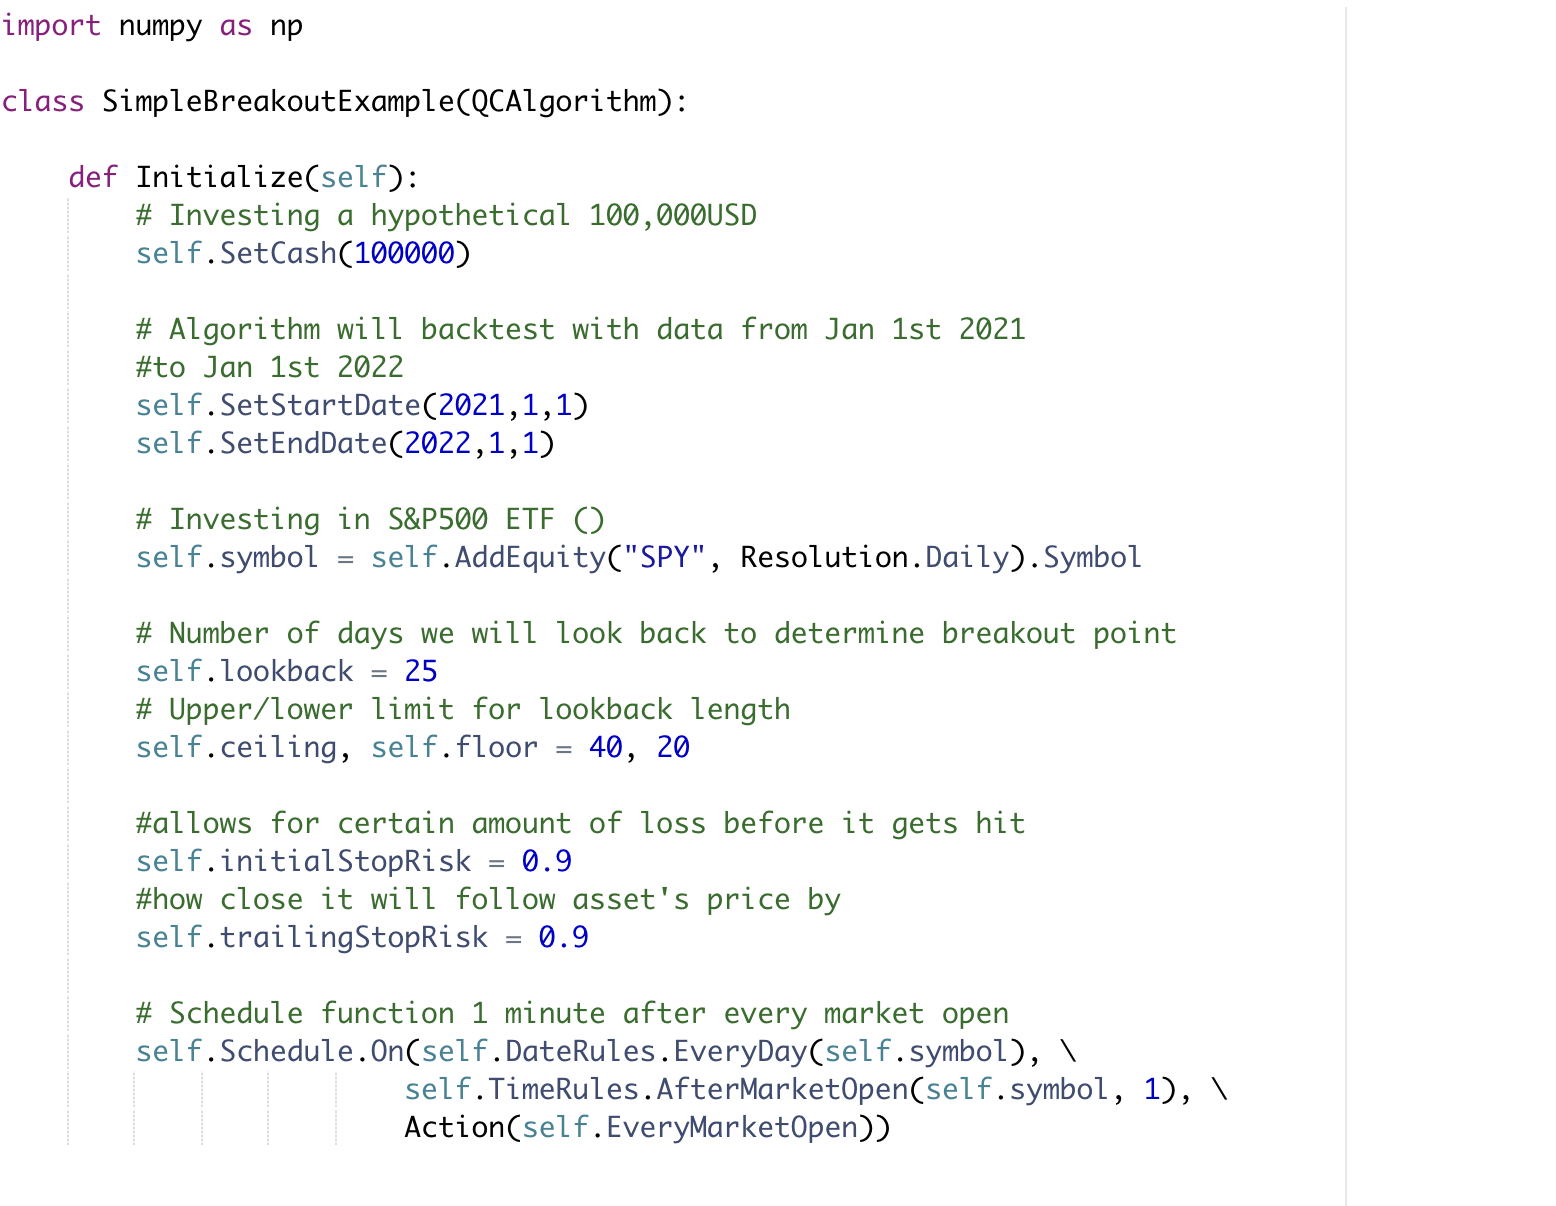 import numpy as np
class SimpleBreakoutExample(QCAlgorithm):
def Initialize(self):
# Investing a hypothetical 100,000USD
self.SetCash(100000)
# Algorithm will backtest with data from Jan 1st 2021
#to Jan 1st 2022
self.SetStartDate(2021,1,1)
self.SetEndDate(2022,1,1)
# Investing in S&P500 ETF ()
self.symbol = self.AddEquity("SPY", Resolution.Daily).Symbol
# Number of days we will look back to determine breakout point
self.lookback = 25
# Upper/lower limit for lookback length
self.ceiling, self.floor = 40, 20
#allows for certain amount of loss before it gets hit
self.initialStopRisk = 0.9
#how close it will follow asset's price by
self.trailingStopRisk = 0.9
# Schedule function 1 minute after every market open
self.Schedule.On(self.DateRules.EveryDay(self.symbol), \
self.TimeRules.AfterMarketOpen(self.symbol, 1), \
Action(self.EveryMarketOpen))